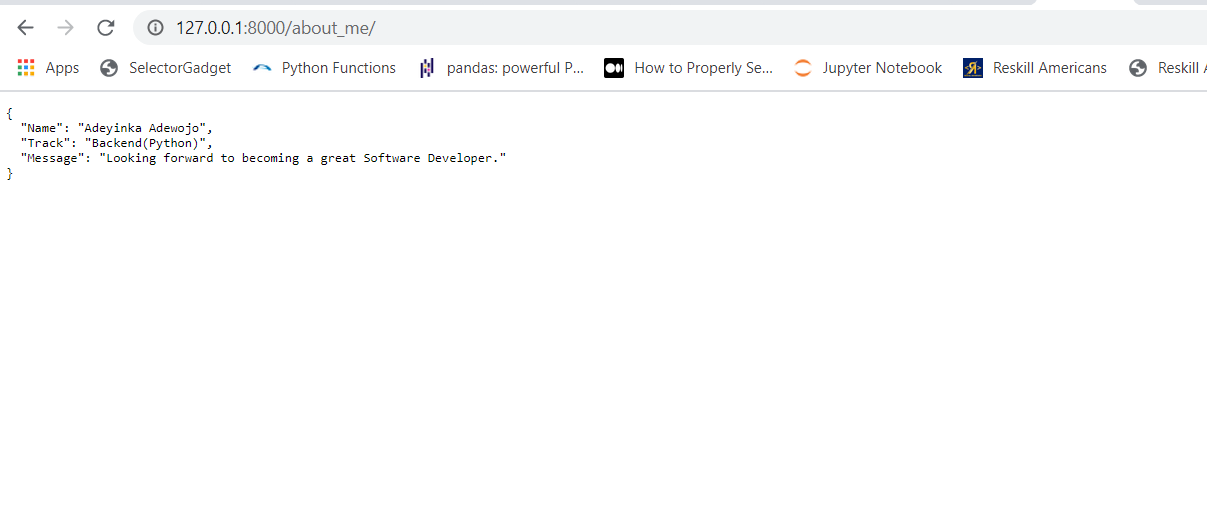 127.0.0.1:8000/about_me/
Apps SelectorGadget Python Functions pandas: powerful P... How to Properly Se... Jupyter Notebook Reskill Americans Reskill
{
"Name": "Adeyinka Adewojo",
"Track": "Backend(Python)",
"Message": "Looking forward to becoming a great Software Developer."
}